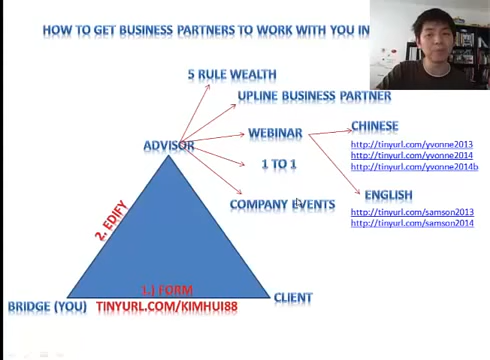 HOW TO GET BUSINESS PARTNERS TO WORK WITH YOU IN
5 RULE WEALTH
UPLINE BUSINESS PARTNER
ADVISOR
WEBINAR
CHINESE
http://tinyurl.com/yvonne2013
http://tinyurl.com/yvonne2014
http://tinyurl.com/yvonne2014b
1 TO 1
ENGLISH
COMPANY EVENTS
http://tinyurl.com/samson2013
http://tinyurl.com/samson2014
2. EDIFY
1.) FORM
BRIDGE (YOU)
TINYURL.COM/KIMHUI88
CLIENT